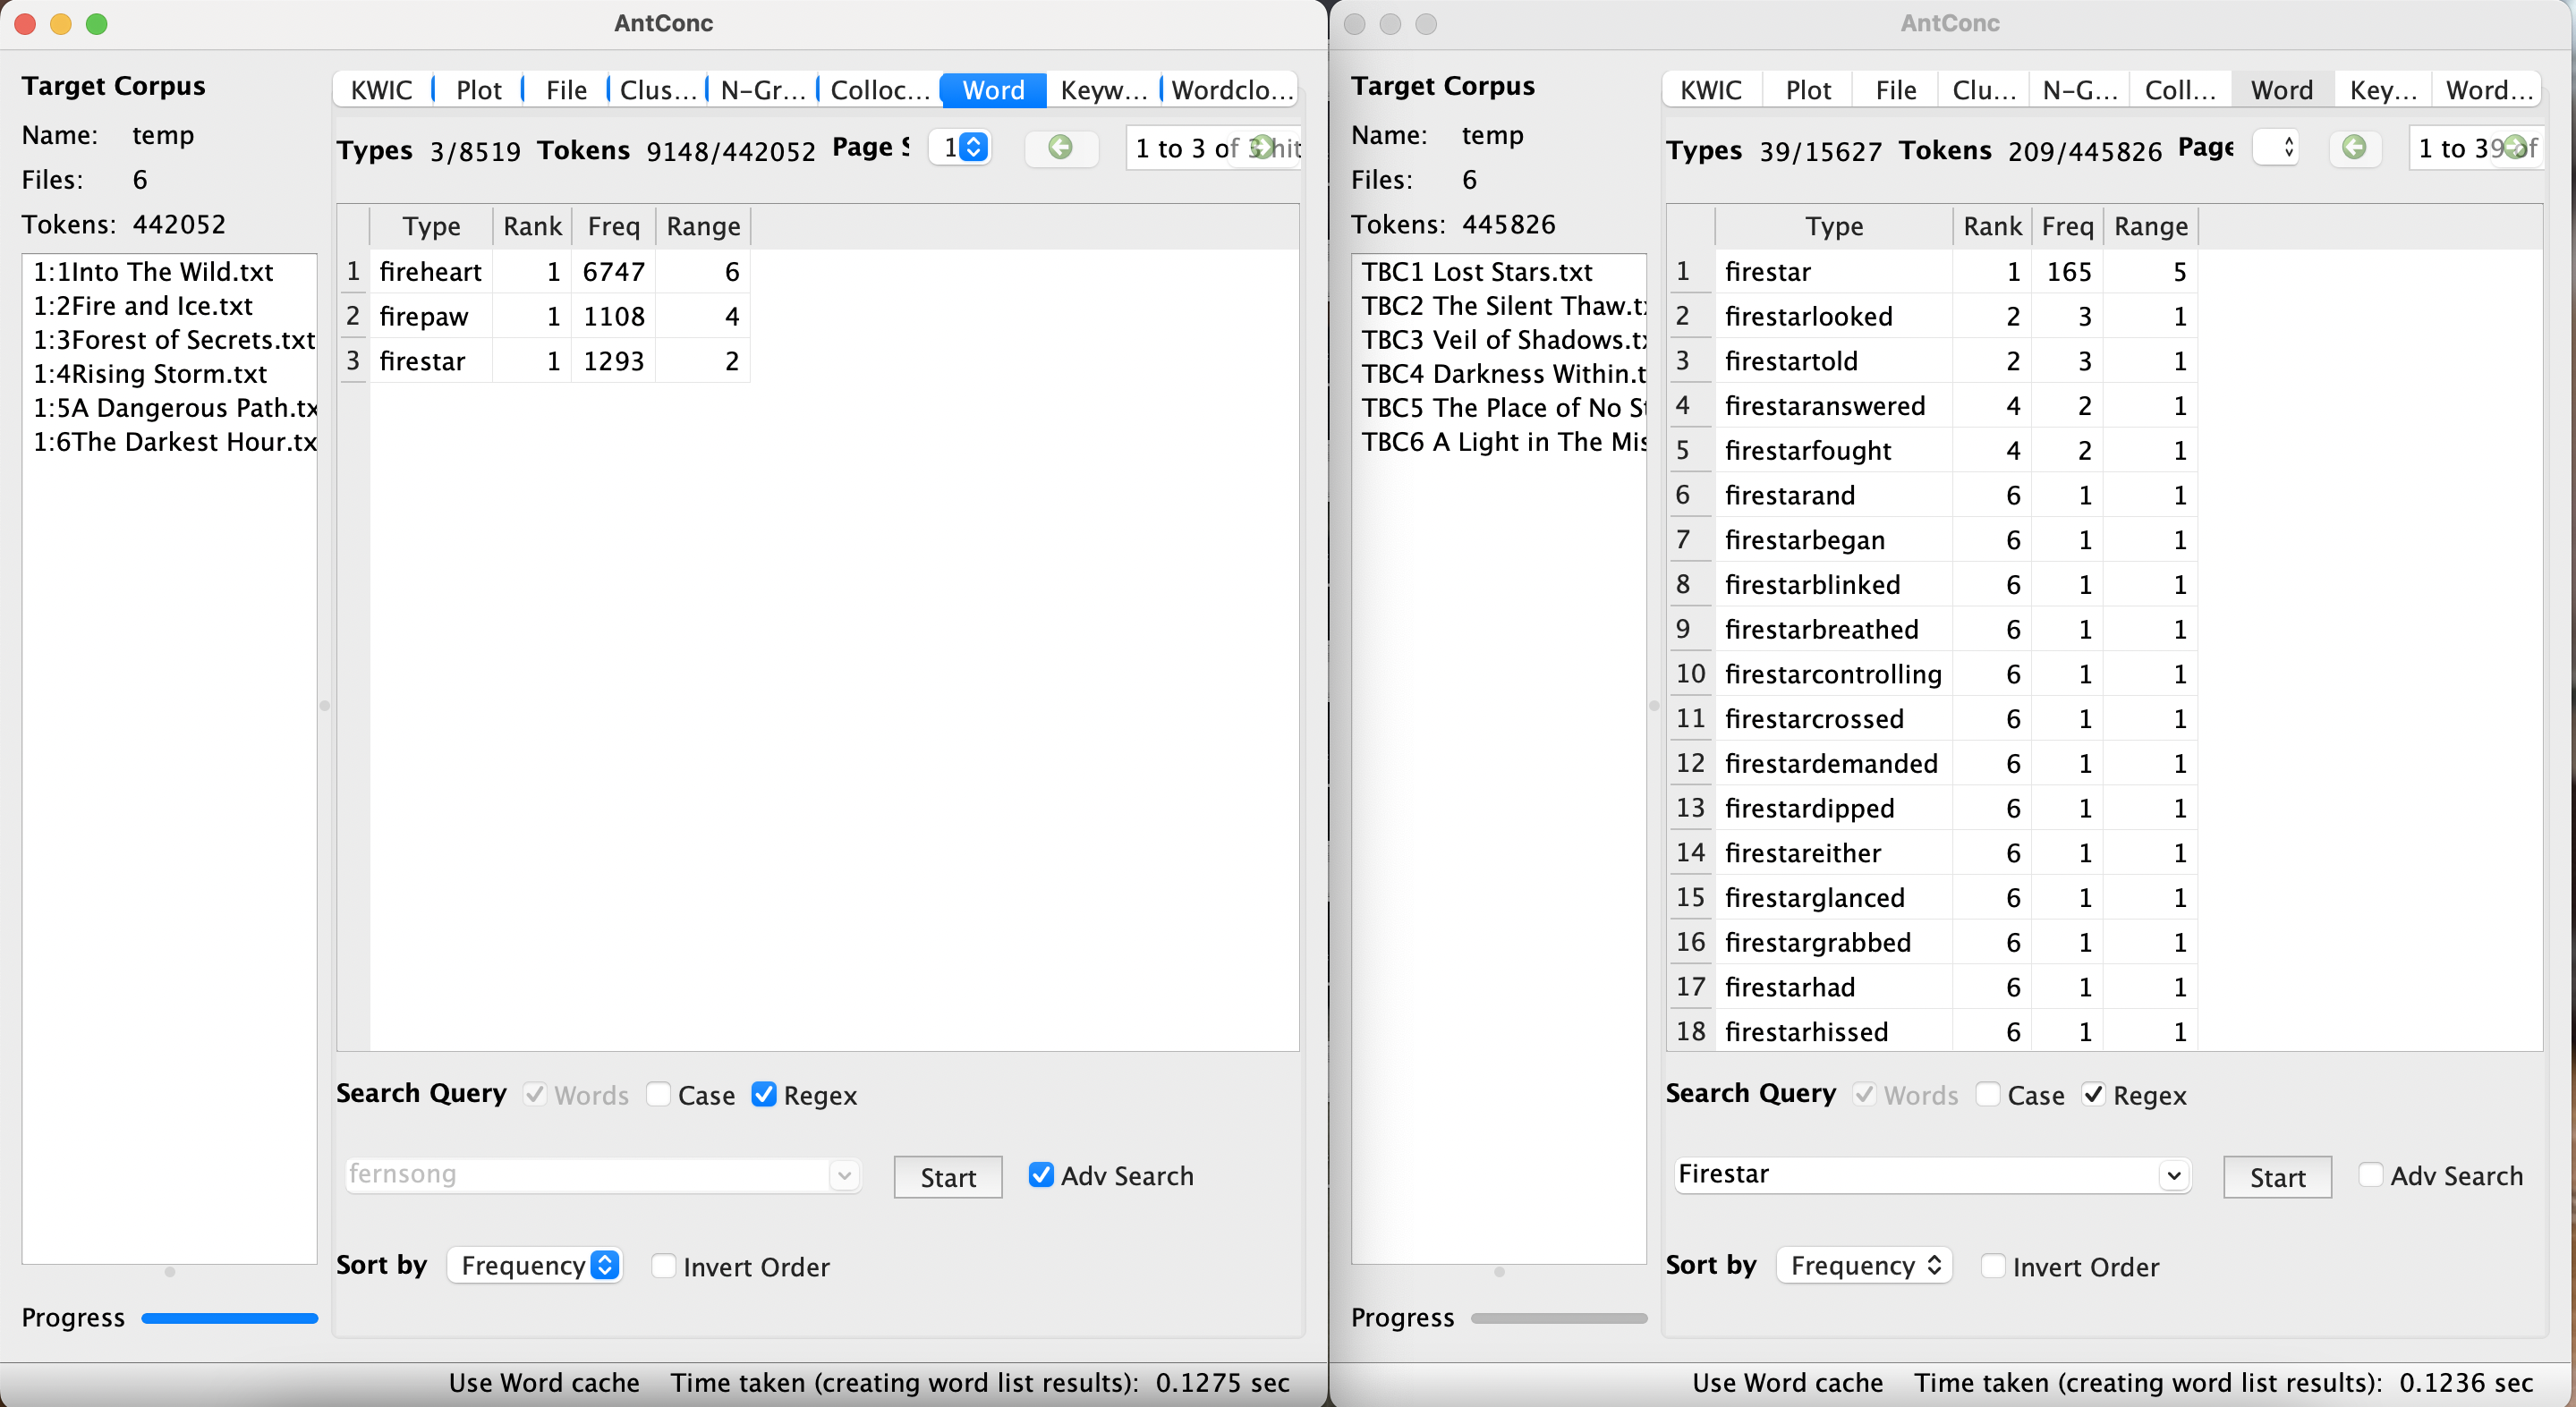 AntConc
Target Corpus
Name: temp
Files: 6
Tokens: 442052
1:1Into The Wild.txt
1:2Fire and Ice.txt
1:3Forest of Secrets.txt
1:4Rising Storm.txt
1:5A Dangerous Path.tx
1:6The Darkest Hour.tx
Progress
KWIC Plot File Clus... N-Gr... Colloc... Word Keyw... Wordclo...
Types 3/8519 Tokens 9148/442052 Page S 1 1 to 3 of 3 hit
Type Rank Freq Range
1 fireheart 1 6747 6
2 firepaw 1 1108 4
3 firestar 1 1293 2
Search Query Words Case Regex
fernsong Start Adv Search
Sort by Frequency Invert Order
Use Word cache Time taken (creating word list results): 0.1275 sec
AntConc
Target Corpus
Name: temp
Files: 6
Tokens: 445826
TBC1 Lost Stars.txt
TBC2 The Silent Thaw.tx
TBC3 Veil of Shadows.tx
TBC4 Darkness Within.t
TBC5 The Place of No St
TBC6 A Light in The Mis
Progress
KWIC Plot File Clu... N-G... Coll... Word Key... Word...
Types 39/15627 Tokens 209/445826 Page 1 to 39 of
Type Rank Freq Range
1 firestar 1 165 5
2 firestarlooked 2 3 1
3 firestartold 2 3 1
4 firestaranswered 4 2 1
5 firestarfought 4 2 1
6 firestarand 6 1 1
7 firestarbegan 6 1 1
8 firestarblinked 6 1 1
9 firestarbreathed 6 1 1
10 firestarcontrolling 6 1 1
11 firestarcrossed 6 1 1
12 firestardemanded 6 1 1
13 firestardipped 6 1 1
14 firestareither 6 1 1
15 firestarglanced 6 1 1
16 firestargrabbed 6 1 1
17 firestarhad 6 1 1
18 firestarhissed 6 1 1
Search Query Words Case Regex
Firestar Start Adv Search
Sort by Frequency Invert Order
Use Word cache Time taken (creating word list results): 0.1236 sec